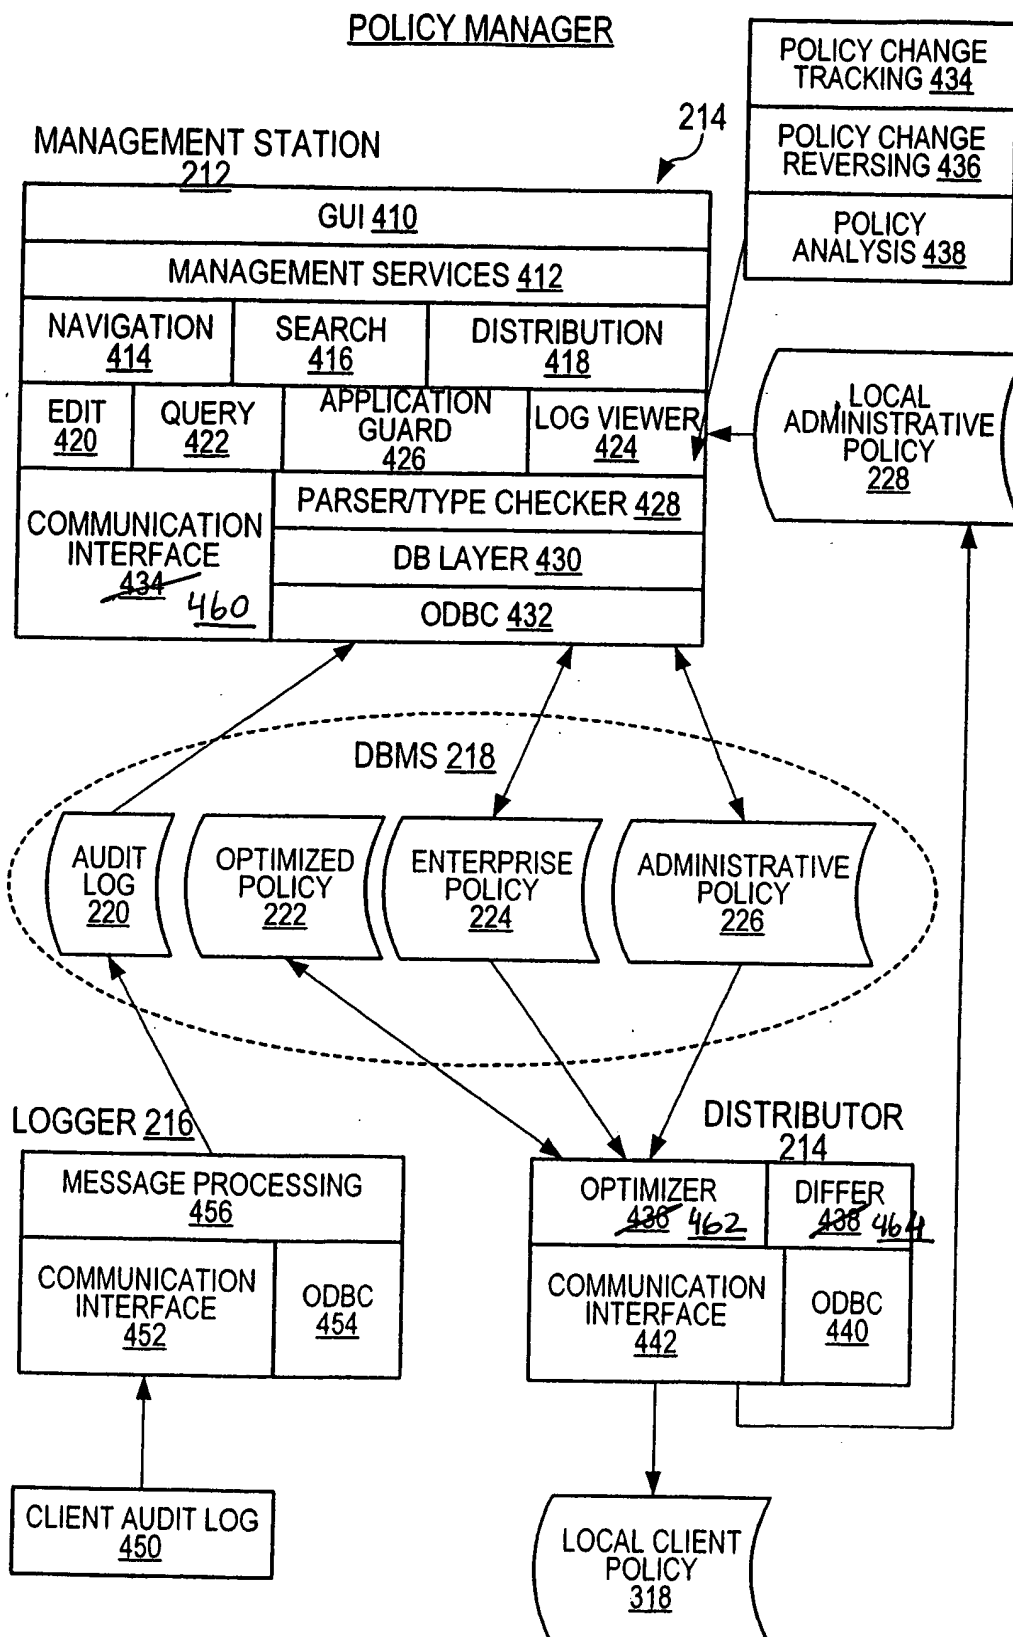 POLICY MANAGER
POLICY CHANGE
TRACKING 434
POLICY CHANGE
REVERSING 436
POLICY
ANALYSIS 438
214
MANAGEMENT STATION
212
GUI 410
MANAGEMENT SERVICES 412
NAVIGATION
414
SEARCH
416
DISTRIBUTION
418
EDIT
420
QUERY
422
APPLICATION
GUARD
426
LOG VIEWER
424
LOCAL
ADMINISTRATIVE
POLICY
228
COMMUNICATION
INTERFACE
434
460
PARSER/TYPE CHECKER 428
DB LAYER 430
ODBC 432
DBMS 218
AUDIT
LOG
220
OPTIMIZED
POLICY
222
ENTERPRISE
POLICY
224
ADMINISTRATIVE
POLICY
226
LOGGER 216
MESSAGE PROCESSING
456
COMMUNICATION
INTERFACE
452
ODBC
454
CLIENT AUDIT LOG
450
DISTRIBUTOR
214
OPTIMIZER
436 462
DIFFER
438 464
COMMUNICATION
INTERFACE
442
ODBC
440
LOCAL CLIENT
POLICY
318